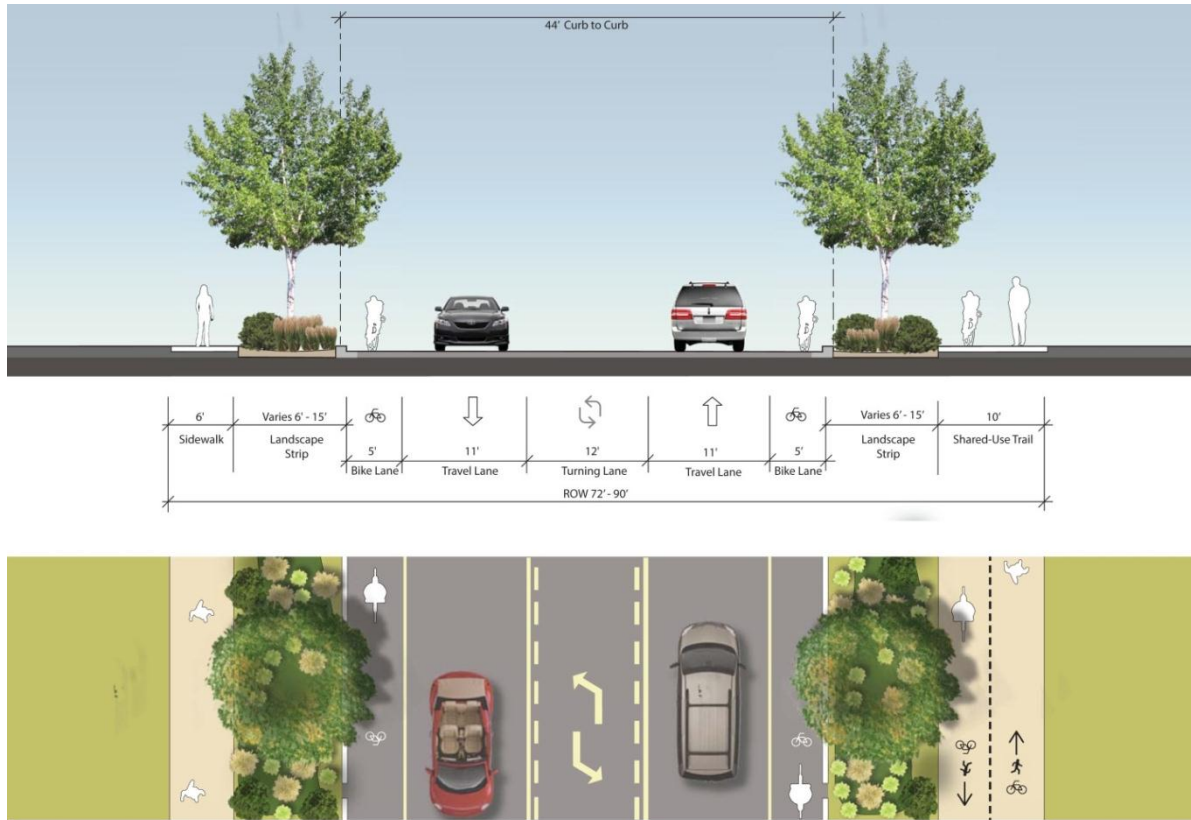 44' Curb to Curb
6'
Varies 6' - 15'
Varies 6' - 15'
10'
Sidewalk
Landscape
Strip
5'
11'
12'
11'
5'
Landscape
Strip
Shared-Use Trail
Bike Lane
Travel Lane
Turning Lane
Travel Lane
Bike Lane
ROW 72' - 90'